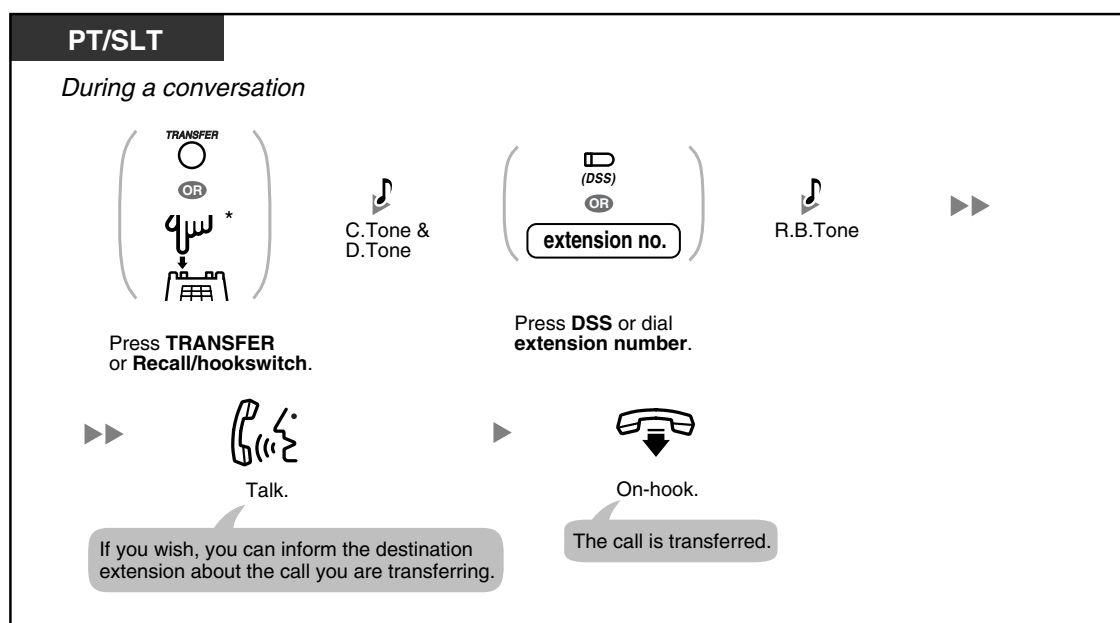 PT/SLT
During a conversation
TRANSFER
OR
*
Press TRANSFER
or Recall/hookswitch.
C.Tone &
D.Tone
(DSS)
OR
extension no.
Press DSS or dial
extension number.
R.B.Tone
Talk.
If you wish, you can inform the destination
extension about the call you are transferring.
On-hook.
The call is transferred.